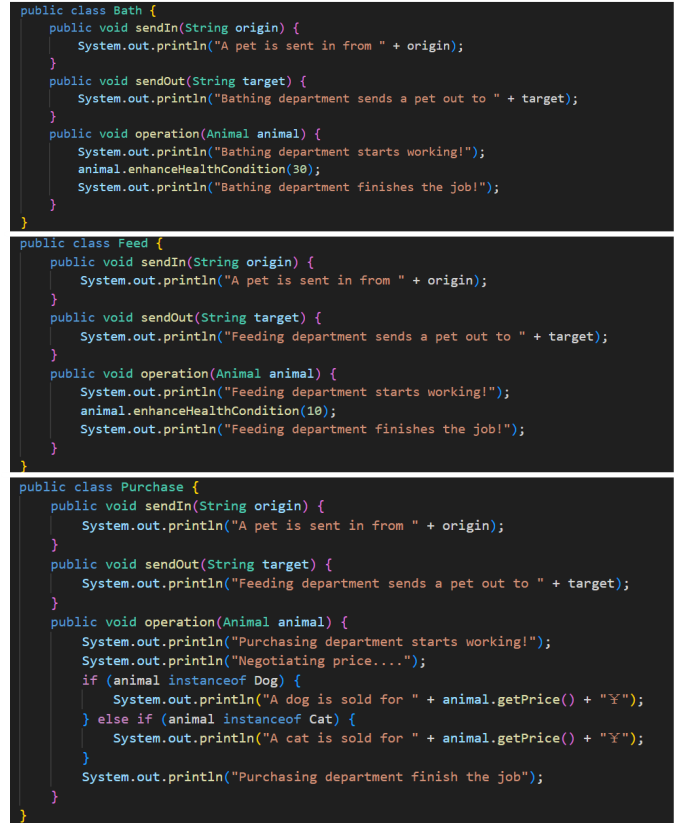 public class Bath {
    public void sendIn(String origin) {
        System.out.println("A pet is sent in from " + origin);
    }
    public void sendOut(String target) {
        System.out.println("Bathing department sends a pet out to " + target);
    }
    public void operation(Animal animal) {
        System.out.println("Bathing department starts working!");
        animal.enhanceHealthCondition(30);
        System.out.println("Bathing department finishes the job!");
    }
}
public class Feed {
    public void sendIn(String origin) {
        System.out.println("A pet is sent in from " + origin);
    }
    public void sendOut(String target) {
        System.out.println("Feeding department sends a pet out to " + target);
    }
    public void operation(Animal animal) {
        System.out.println("Feeding department starts working!");
        animal.enhanceHealthCondition(10);
        System.out.println("Feeding department finishes the job!");
    }
}
public class Purchase {
    public void sendIn(String origin) {
        System.out.println("A pet is sent in from " + origin);
    }
    public void sendOut(String target) {
        System.out.println("Feeding department sends a pet out to " + target);
    }
    public void operation(Animal animal) {
        System.out.println("Purchasing department starts working!");
        System.out.println("Negotiating price....");
        if (animal instanceof Dog) {
            System.out.println("A dog is sold for " + animal.getPrice() + "¥");
        } else if (animal instanceof Cat) {
            System.out.println("A cat is sold for " + animal.getPrice() + "¥");
        }
        System.out.println("Purchasing department finish the job");
    }
}